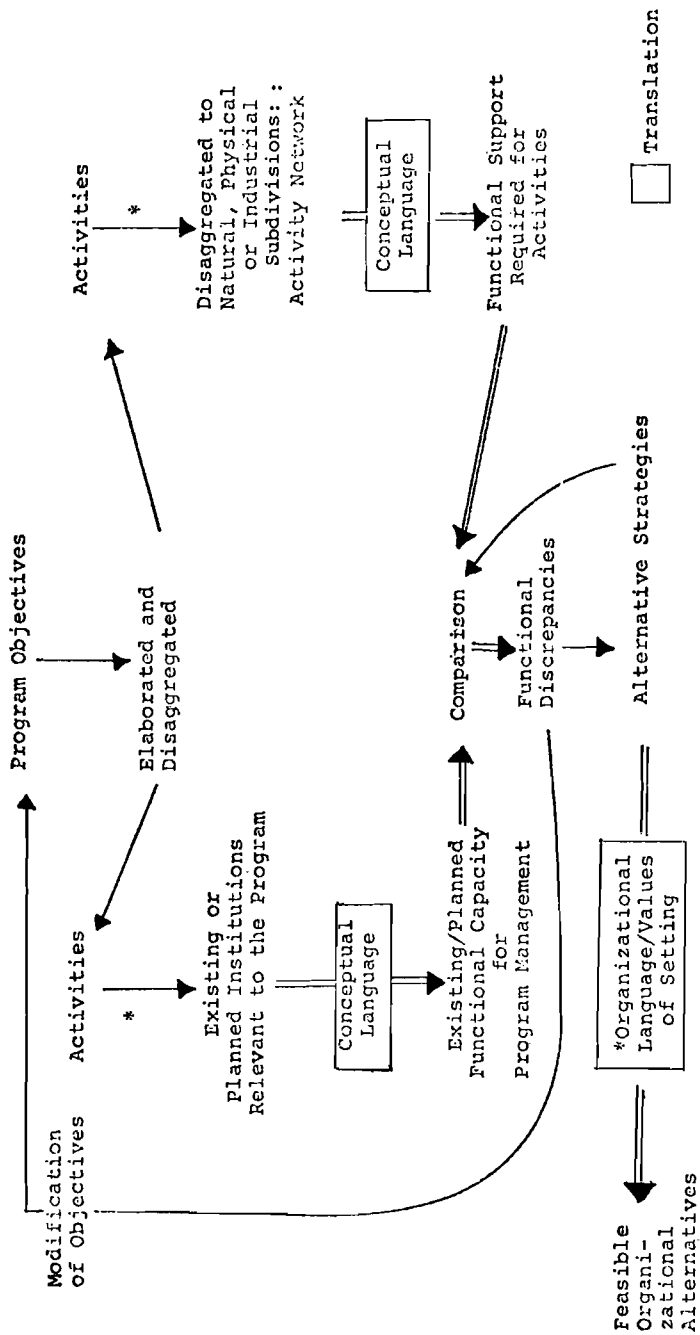 Program Objectives
Modification
of Objectives
Elaborated and
Disaggregated
Activities
Activities
*
*
Existing or
Planned Institutions
Relevant to the Program
Disaggregated to
Natural, Physical
or Industrial
Subdivisions: :
Activity Network
Conceptual
Language
Conceptual
Language
Existing/Planned
Functional Capacity
for
Program Management
Comparison
Functional Support
Required for
Activities
Functional
Discrepancies
Feasible
Organi-
zational
Alternatives
*Organizational
Language/Values
of Setting
Alternative Strategies
Translation